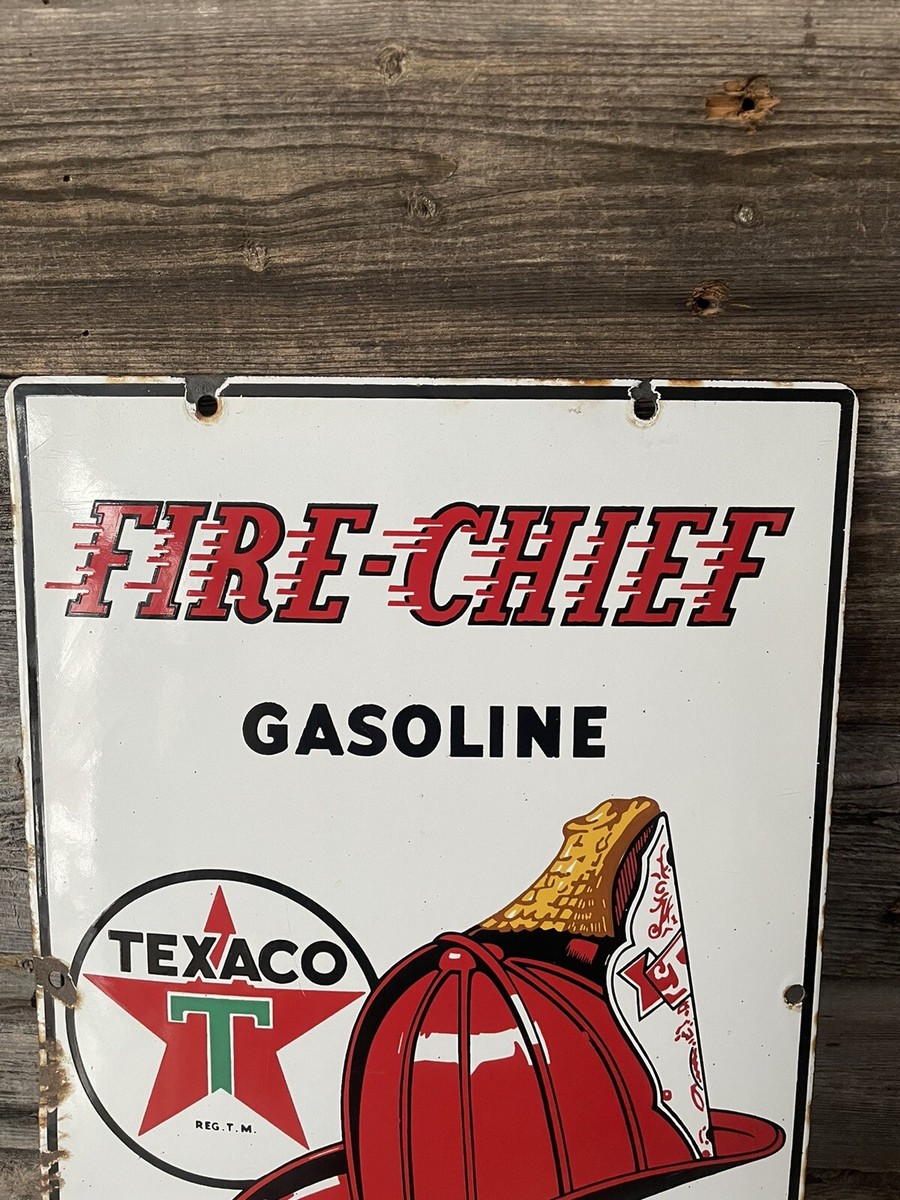 FIRE-CHIEF
GASOLINE
TEXACO
T
REG. T. M.